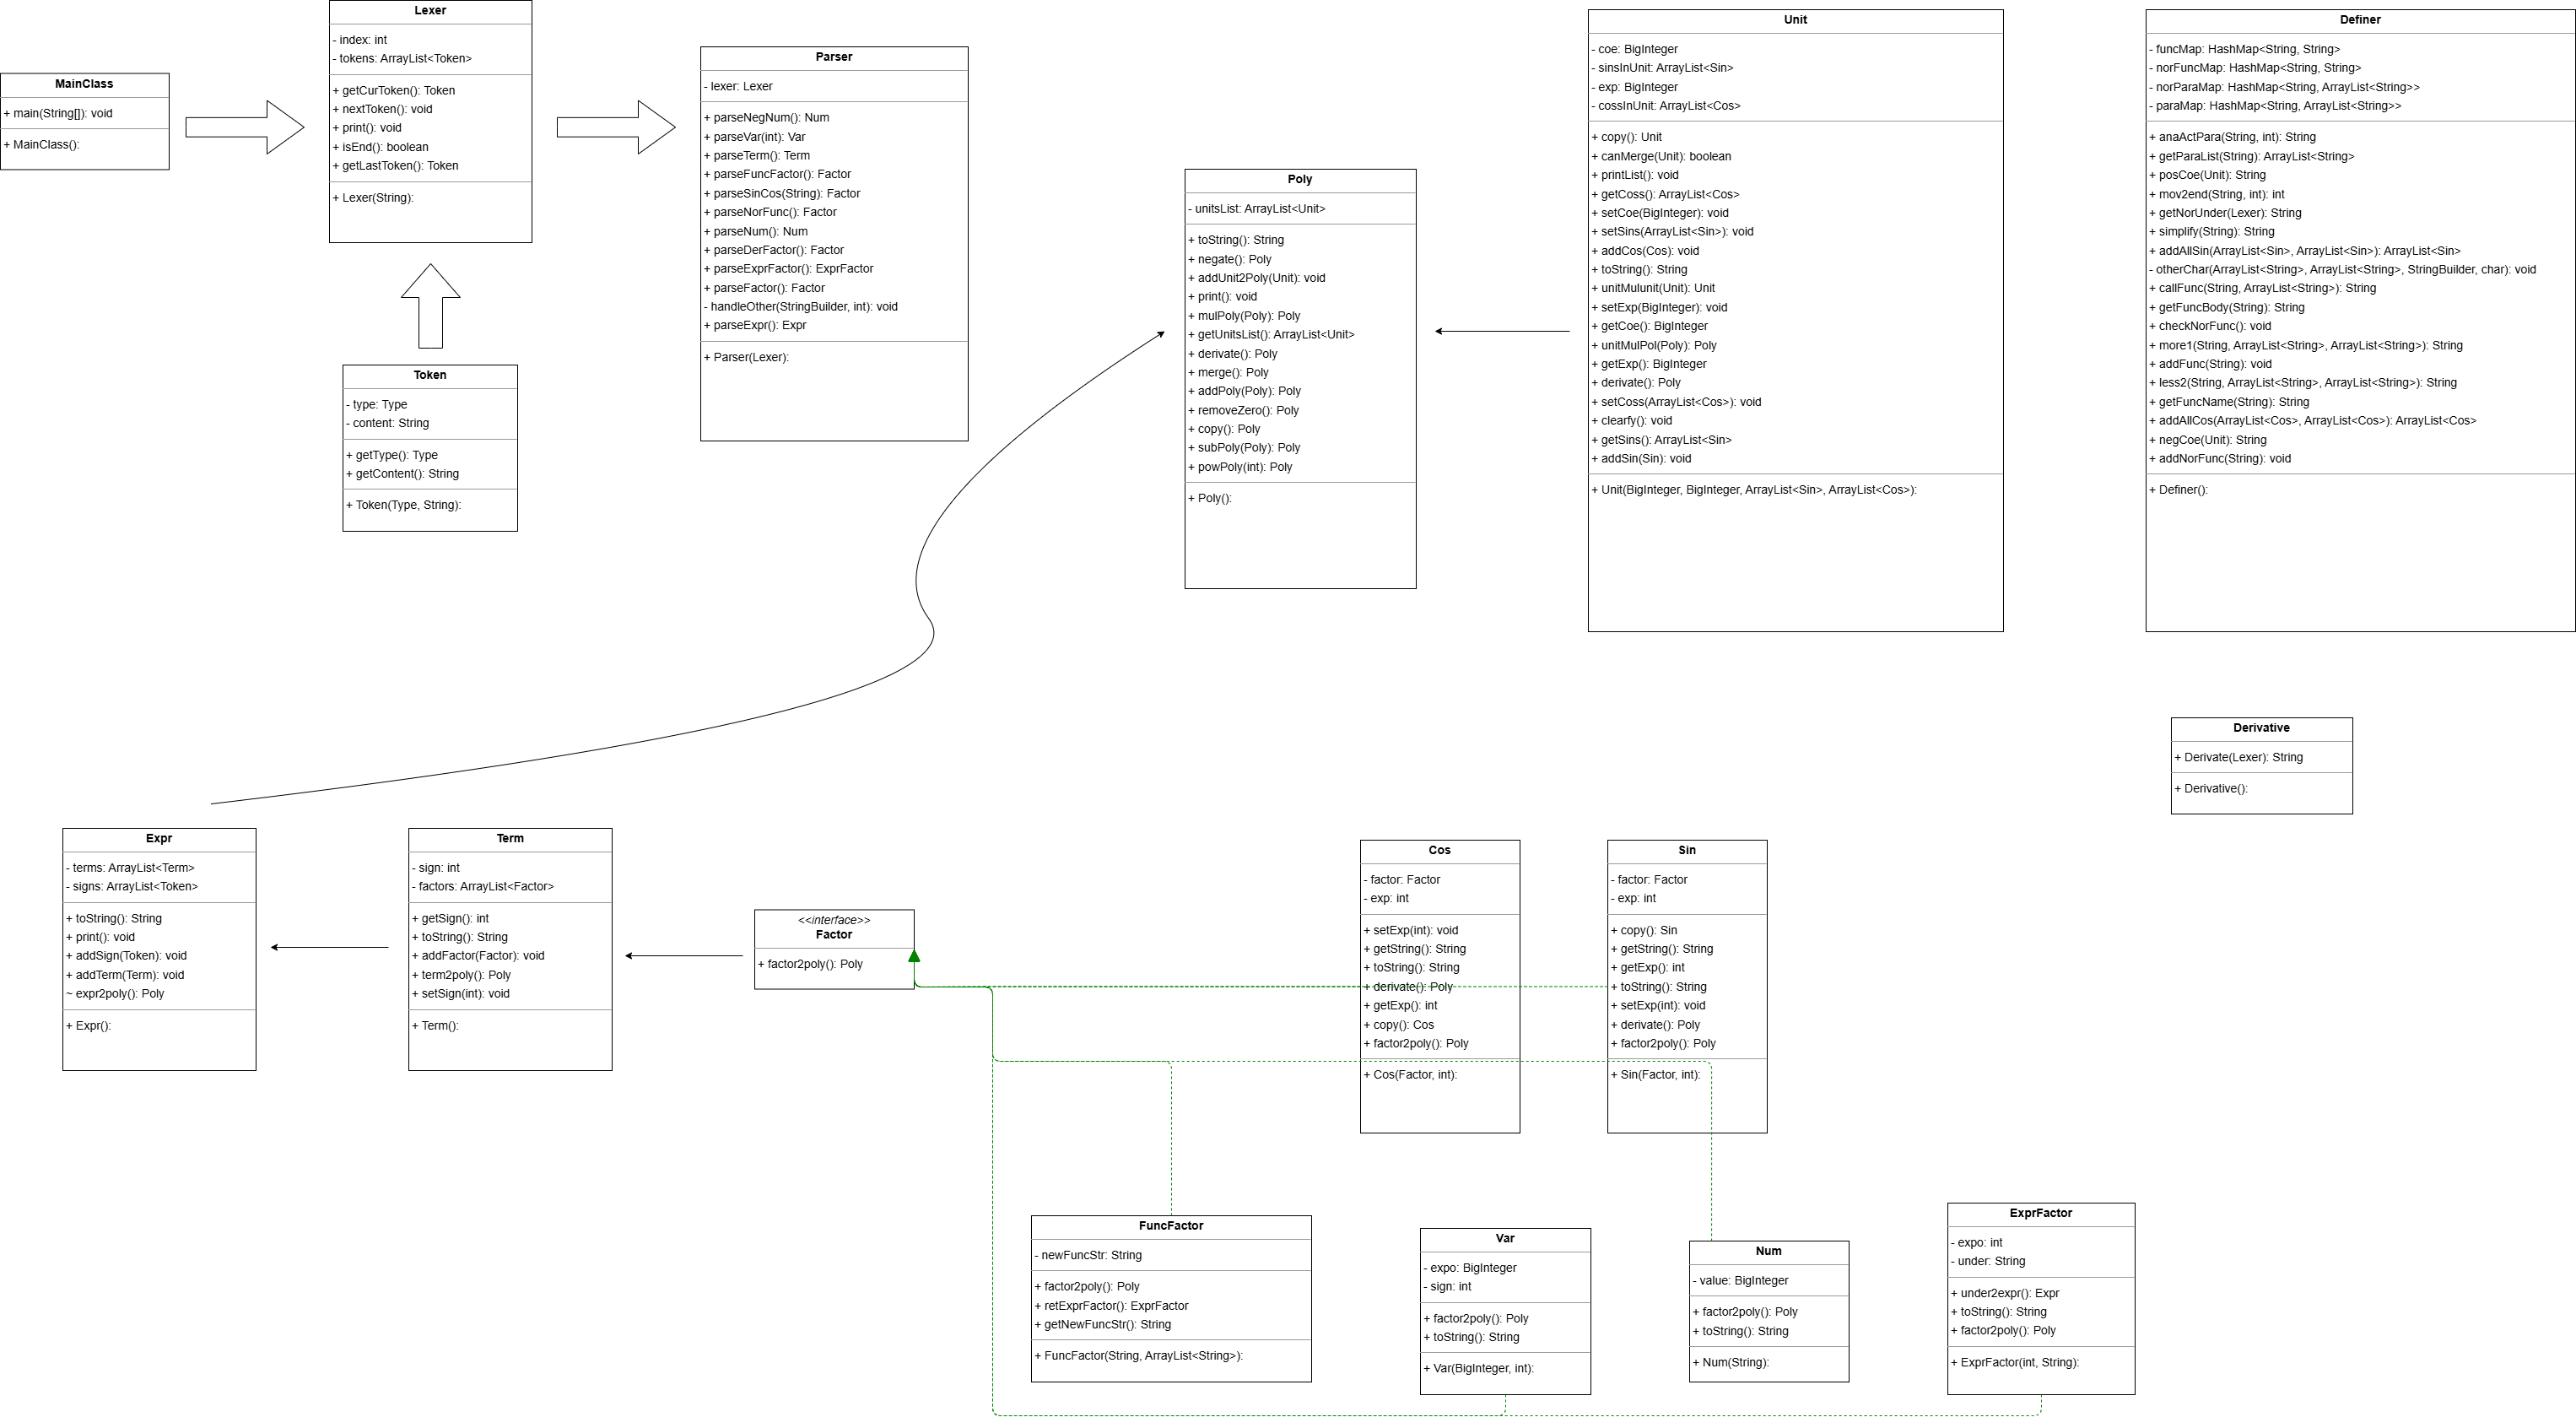 MainClass
+ main(String[]): void
+ MainClass():
Lexer
- index: int
- tokens: ArrayList<Token>
+ getCurToken(): Token
+ nextToken(): void
+ print(): void
+ isEnd(): boolean
+ getLastToken(): Token
+ Lexer(String):
Token
- type: Type
- content: String
+ getType(): Type
+ getContent(): String
+ Token(Type, String):
Parser
- lexer: Lexer
+ parseNegNum(): Num
+ parseVar(int): Var
+ parseTerm(): Term
+ parseFuncFactor(): Factor
+ parseSinCos(String): Factor
+ parseNorFunc(): Factor
+ parseNum(): Num
+ parseDerFactor(): Factor
+ parseExprFactor(): ExprFactor
+ parseFactor(): Factor
- handleOther(StringBuilder, int): void
+ parseExpr(): Expr
+ Parser(Lexer):
Poly
- unitsList: ArrayList<Unit>
+ toString(): String
+ negate(): Poly
+ addUnit2Poly(Unit): void
+ print(): void
+ mulPoly(Poly): Poly
+ getUnitsList(): ArrayList<Unit>
+ derivate(): Poly
+ merge(): Poly
+ addPoly(Poly): Poly
+ removeZero(): Poly
+ copy(): Poly
+ subPoly(Poly): Poly
+ powPoly(int): Poly
+ Poly():
Unit
- coe: BigInteger
- sinsInUnit: ArrayList<Sin>
- exp: BigInteger
- cossInUnit: ArrayList<Cos>
+ copy(): Unit
+ canMerge(Unit): boolean
+ printList(): void
+ getCoss(): ArrayList<Cos>
+ setCoe(BigInteger): void
+ setSins(ArrayList<Sin>): void
+ addCos(Cos): void
+ toString(): String
+ unitMulunit(Unit): Unit
+ setExp(BigInteger): void
+ getCoe(): BigInteger
+ unitMulPol(Poly): Poly
+ getExp(): BigInteger
+ derivate(): Poly
+ setCoss(ArrayList<Cos>): void
+ clearfy(): void
+ getSins(): ArrayList<Sin>
+ addSin(Sin): void
+ Unit(BigInteger, BigInteger, ArrayList<Sin>, ArrayList<Cos>):
Definer
- funcMap: HashMap<String, String>
- norFuncMap: HashMap<String, String>
- norParaMap: HashMap<String, ArrayList<String>>
- paraMap: HashMap<String, ArrayList<String>>
+ anaActPara(String, int): String
+ getParaList(String): ArrayList<String>
+ posCoe(Unit): String
+ mov2end(String, int): int
+ getNorUnder(Lexer): String
+ simplify(String): String
+ addAllSin(ArrayList<Sin>, ArrayList<Sin>): ArrayList<Sin>
- otherChar(ArrayList<String>, ArrayList<String>, StringBuilder, char): void
+ callFunc(String, ArrayList<String>): String
+ getFuncBody(String): String
+ checkNorFunc(): void
+ more1(String, ArrayList<String>, ArrayList<String>): String
+ addFunc(String): void
+ less2(String, ArrayList<String>, ArrayList<String>): String
+ getFuncName(String): String
+ addAllCos(ArrayList<Cos>, ArrayList<Cos>): ArrayList<Cos>
+ negCoe(Unit): String
+ addNorFunc(String): void
+ Definer():
Derivative
+ Derivate(Lexer): String
+ Derivative():
Expr
- terms: ArrayList<Term>
- signs: ArrayList<Token>
+ toString(): String
+ print(): void
+ addSign(Token): void
+ addTerm(Term): void
~ expr2poly(): Poly
+ Expr():
Term
- sign: int
- factors: ArrayList<Factor>
+ getSign(): int
+ toString(): String
+ addFactor(Factor): void
+ term2poly(): Poly
+ setSign(int): void
+ Term():
<<interface>>
Factor
+ factor2poly(): Poly
Cos
- factor: Factor
- exp: int
+ setExp(int): void
+ getString(): String
+ toString(): String
+ derivate(): Poly
+ getExp(): int
+ copy(): Cos
+ factor2poly(): Poly
+ Cos(Factor, int):
Sin
- factor: Factor
- exp: int
+ copy(): Sin
+ getString(): String
+ getExp(): int
+ toString(): String
+ setExp(int): void
+ derivate(): Poly
+ factor2poly(): Poly
+ Sin(Factor, int):
FuncFactor
- newFuncStr: String
+ factor2poly(): Poly
+ retExprFactor(): ExprFactor
+ getNewFuncStr(): String
+ FuncFactor(String, ArrayList<String>):
Var
- expo: BigInteger
- sign: int
+ factor2poly(): Poly
+ toString(): String
+ Var(BigInteger, int):
Num
- value: BigInteger
+ factor2poly(): Poly
+ toString(): String
+ Num(String):
ExprFactor
- expo: int
- under: String
+ under2expr(): Expr
+ toString(): String
+ factor2poly(): Poly
+ ExprFactor(int, String):